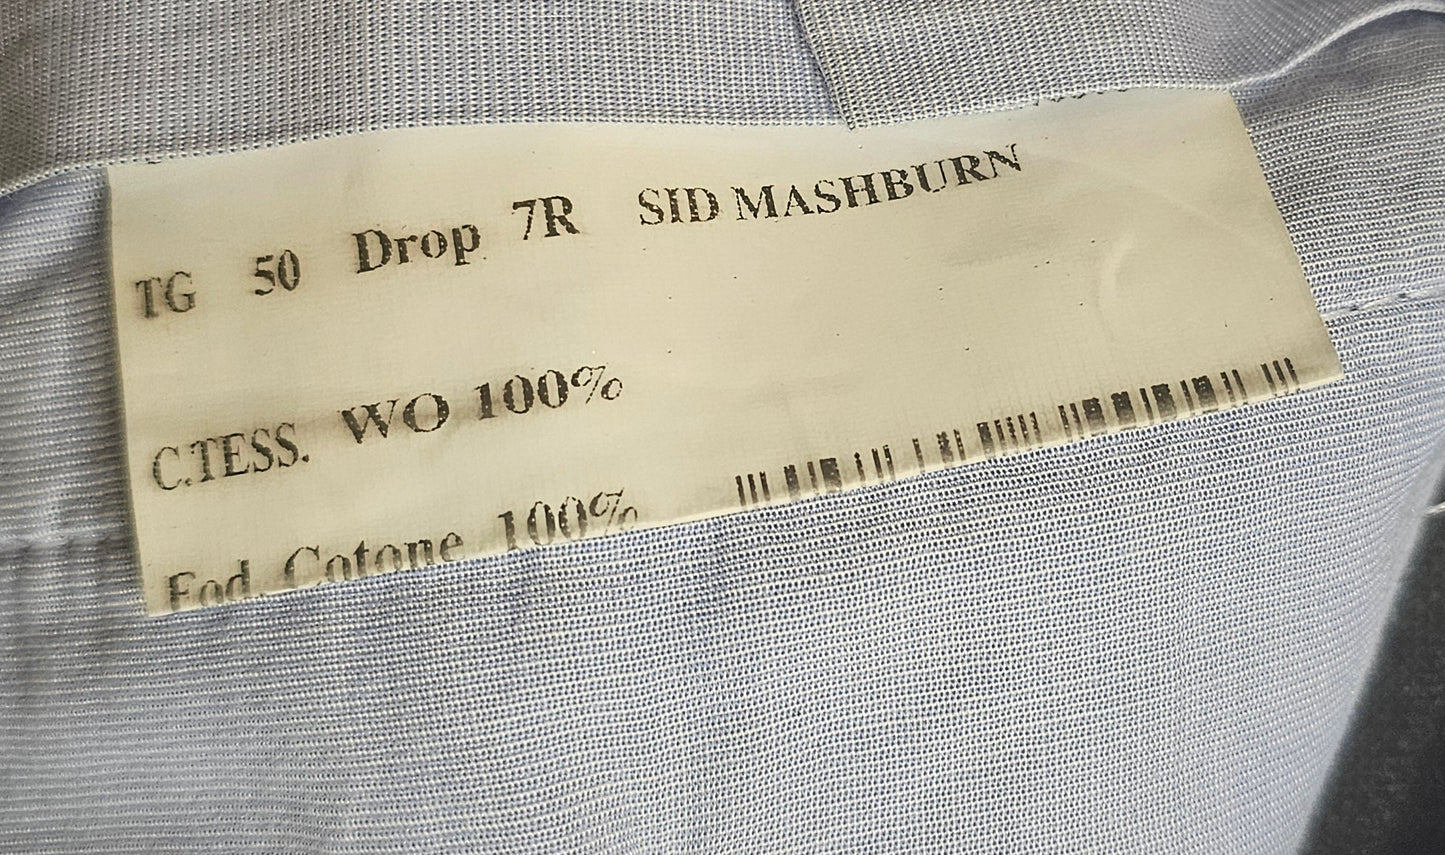 TG 50 Drop 7R SID MASHBURN
C.TESS. WO 100%
Fod. Cotone 100%